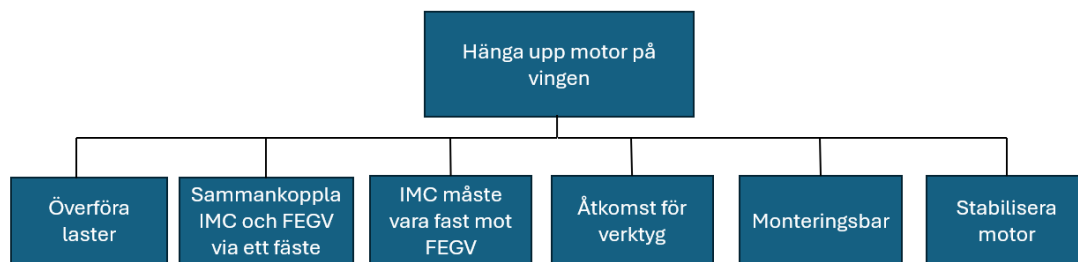 Hänga upp motor på
vingen
Överföra
laster
Sammankoppla
IMC och FEGV
via ett fäste
IMC måste
vara fast mot
FEGV
Åtkomst för
verktyg
Monteringsbar
Stabilisera
motor